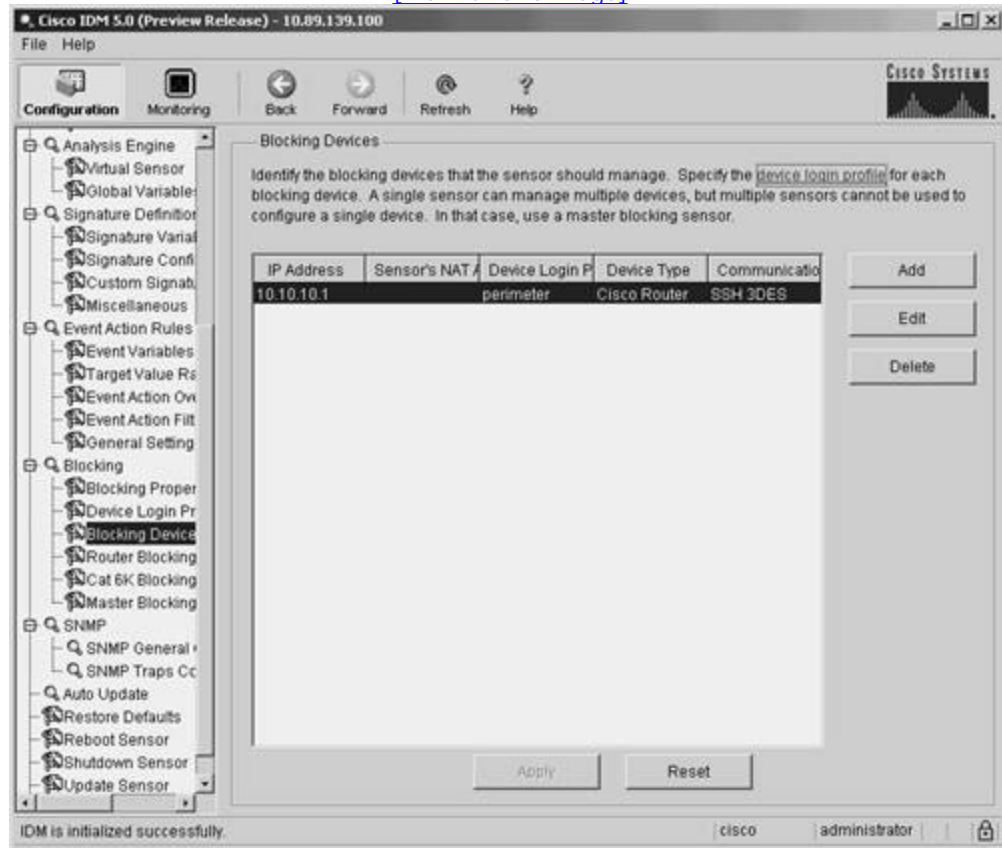 Cisco IDM 5.0 (Preview Release) - 10.89.139.100
File Help
Configuration Monitoring Back Forward Refresh Help
CISCO SYSTEMS
Analysis Engine
Virtual Sensor
Global Variable
Signature Definition
Signature Varial
Signature Confi
Custom Signat
Miscellaneous
Event Action Rules
Event Variables
Target Value Ra
Event Action Ove
Event Action Filt
General Setting
Blocking
Blocking Proper
Device Login Pr
Blocking Device
Router Blocking
Cat 6K Blocking
Master Blocking
SNMP
SNMP General
SNMP Traps Cc
Auto Update
Restore Defaults
Reboot Sensor
Shutdown Sensor
Update Sensor
Blocking Devices
Identify the blocking devices that the sensor should manage. Specify the device login profile for each
blocking device. A single sensor can manage multiple devices, but multiple sensors cannot be used to
configure a single device. In that case, use a master blocking sensor.
IP Address Sensor's NAT A Device Login P Device Type Communicatio
10.10.10.1 perimeter Cisco Router SSH 3DES
Add
Edit
Delete
Apply Reset
IDM is initialized successfully. cisco administrator